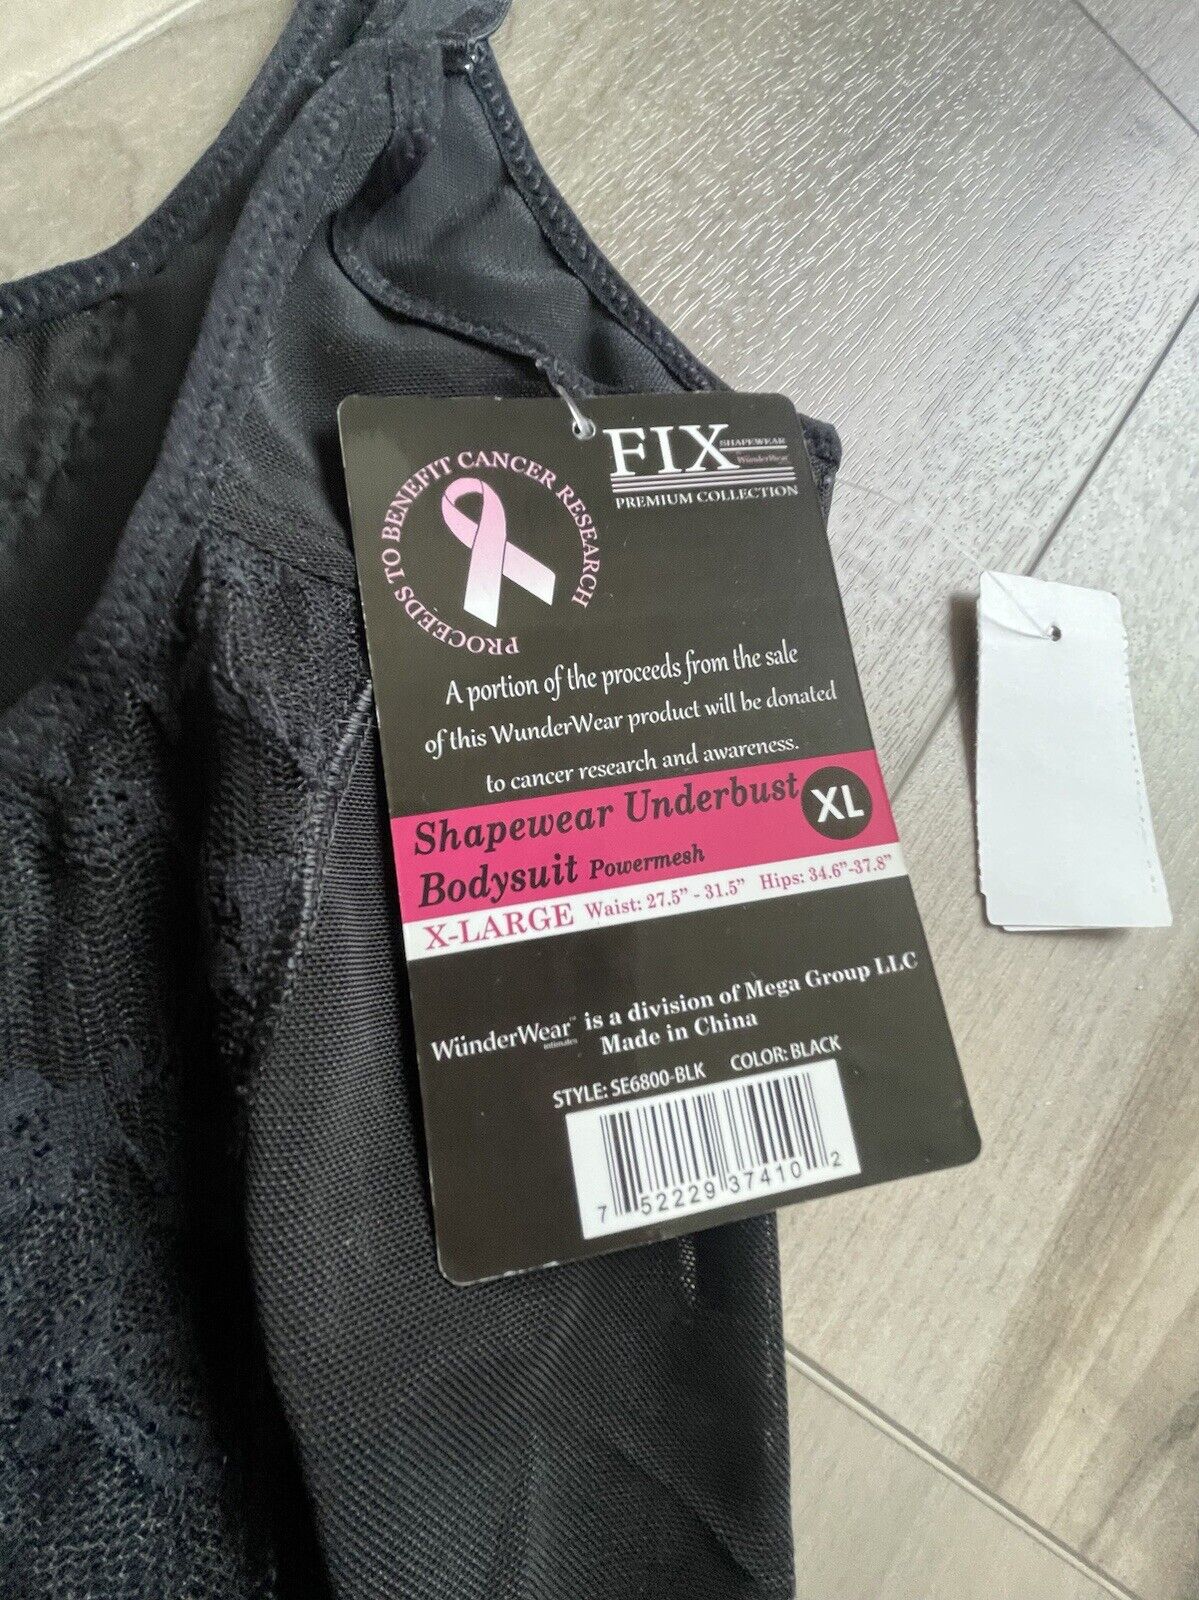 FIX
SHAPEWEAR
WünderWear
PREMIUM COLLECTION
PROCEEDS TO BENEFIT CANCER RESEARCH
A portion of the proceeds from the sale
of this WunderWear product will be donated
to cancer research and awareness.
Shapewear Underbust XL
Bodysuit Powermesh
X-LARGE Waist: 27.5" - 31.5" Hips: 34.6"-37.8"
WünderWear™ is a division of Mega Group LLC
intimates
Made in China
STYLE: SE6800-BLK COLOR: BLACK
7 52229 37410 2